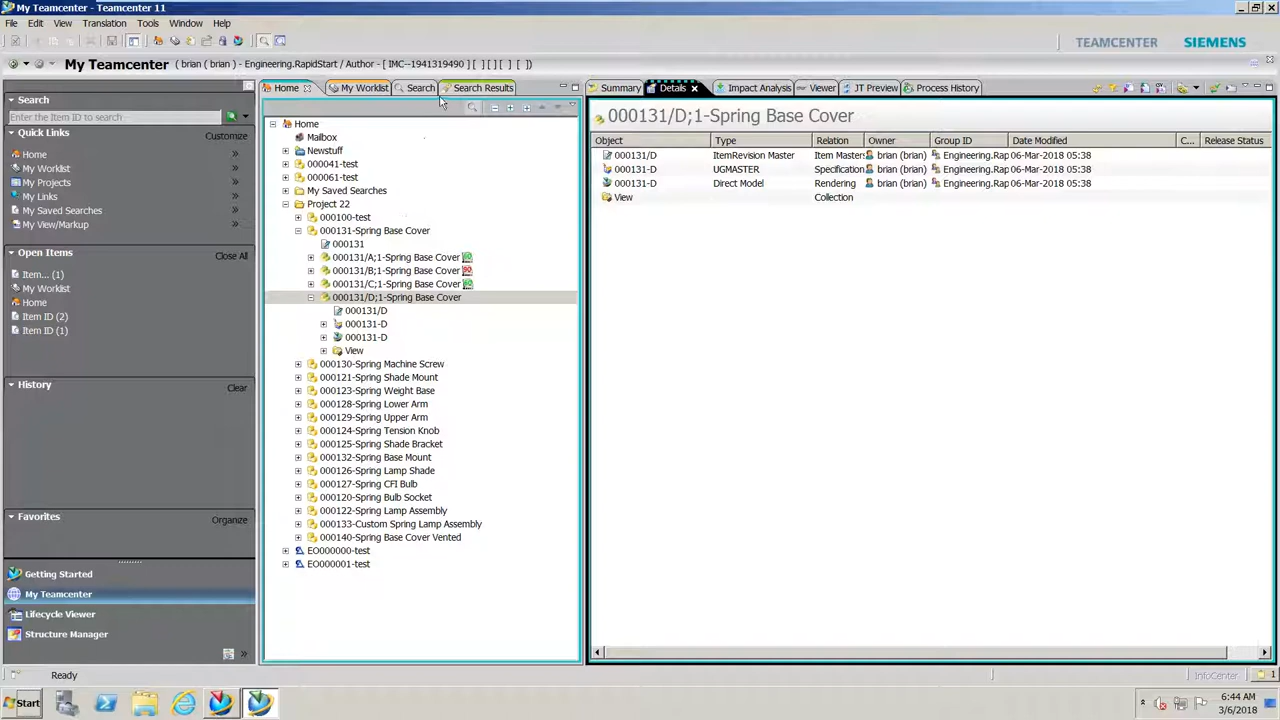 My Teamcenter - Teamcenter 11
File Edit View Translation Tools Window Help
TEAMCENTER SIEMENS
My Teamcenter ( brian ( brian ) - Engineering.RapidStart / Author - [ IMC--1941319490 ] [ ] [ ] [ ] [ ] )
Search
Enter the Item ID to search
Quick Links Customize
Home
My Worklist
My Projects
My Links
My Saved Searches
My View/Markup
Open Items Close All
Item... (1)
My Worklist
Home
Item ID (2)
Item ID (1)
History Clear
Favorites Organize
Getting Started
My Teamcenter
Lifecycle Viewer
Structure Manager
Home My Worklist Search Search Results
Home
Mailbox
Newstuff
000041-test
000061-test
My Saved Searches
Project 22
000100-test
000131-Spring Base Cover
000131
000131/A;1-Spring Base Cover
000131/B;1-Spring Base Cover
000131/C;1-Spring Base Cover
000131/D;1-Spring Base Cover
000131/D
000131-D
000131-D
View
000130-Spring Machine Screw
000121-Spring Shade Mount
000123-Spring Weight Base
000128-Spring Lower Arm
000129-Spring Upper Arm
000124-Spring Tension Knob
000125-Spring Shade Bracket
000132-Spring Base Mount
000126-Spring Lamp Shade
000127-Spring CFl Bulb
000120-Spring Bulb Socket
000122-Spring Lamp Assembly
000133-Custom Spring Lamp Assembly
000140-Spring Base Cover Vented
EO000000-test
EO000001-test
Summary Details Impact Analysis Viewer JT Preview Process History
000131/D;1-Spring Base Cover
Object Type Relation Owner Group ID Date Modified C... Release Status
000131/D ItemRevision Master Item Masters brian (brian) Engineering.Rap 06-Mar-2018 05:38
000131-D UGMASTER Specification brian (brian) Engineering.Rap 06-Mar-2018 05:38
000131-D Direct Model Rendering brian (brian) Engineering.Rap 06-Mar-2018 05:38
View Collection
Ready InfoCenter 1
Start 6:44 AM
3/6/2018